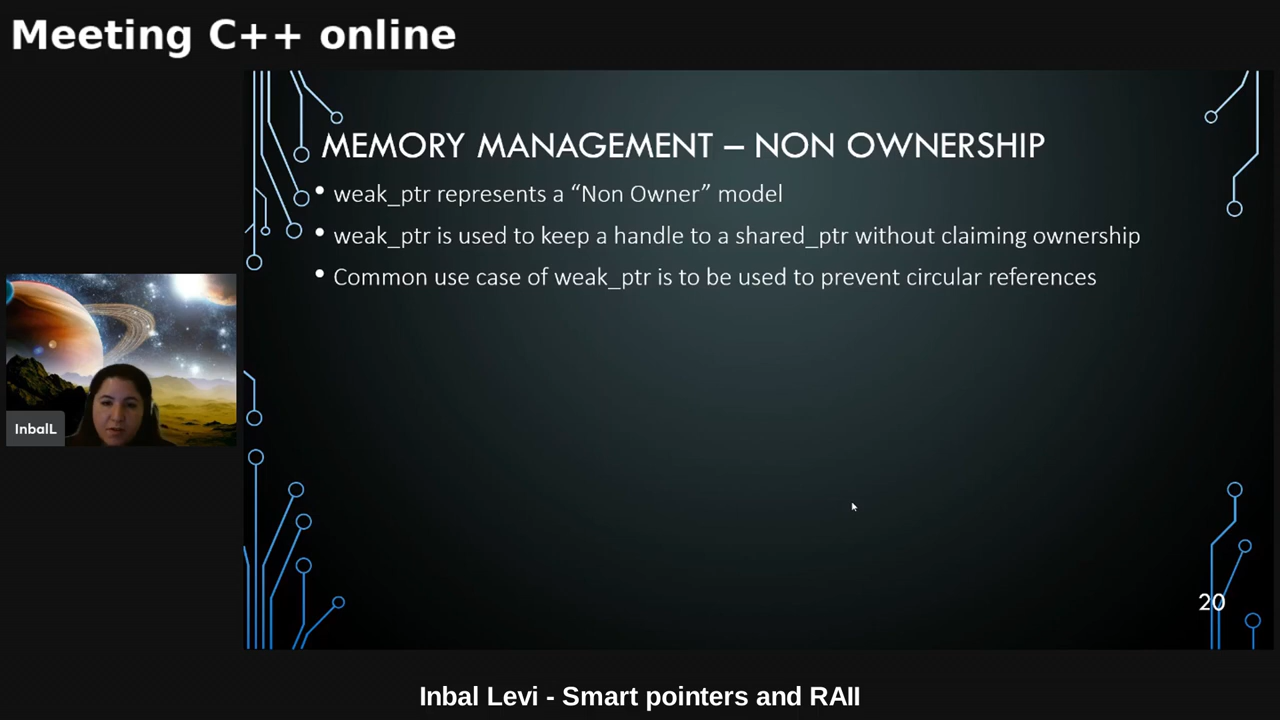 Meeting C++ online
MEMORY MANAGEMENT – NON OWNERSHIP
• weak_ptr represents a “Non Owner” model
• weak_ptr is used to keep a handle to a shared_ptr without claiming ownership
• Common use case of weak_ptr is to be used to prevent circular references
InbalL
20
Inbal Levi - Smart pointers and RAII